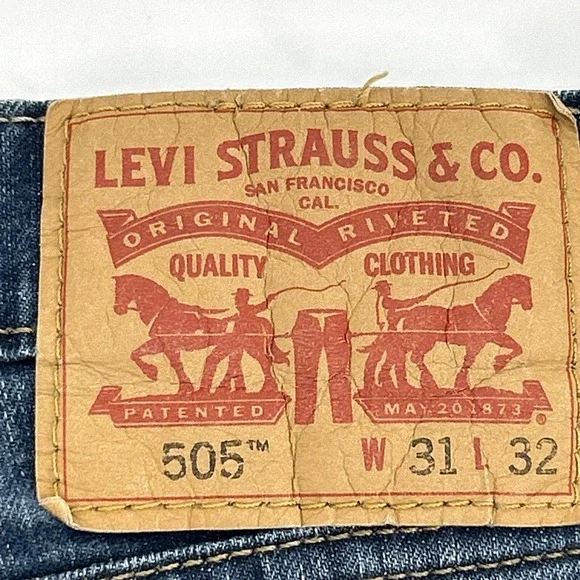 LEVI STRAUSS & CO.
SAN FRANCISCO
CAL.
ORIGINAL RIVETED
QUALITY CLOTHING
PATENTED MAY 20 1873 ®
505™ W 31 L 32